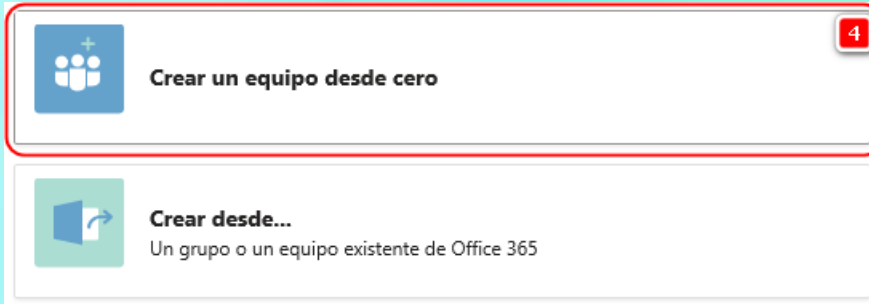 4
Crear un equipo desde cero
Crear desde...
Un grupo o un equipo existente de Office 365